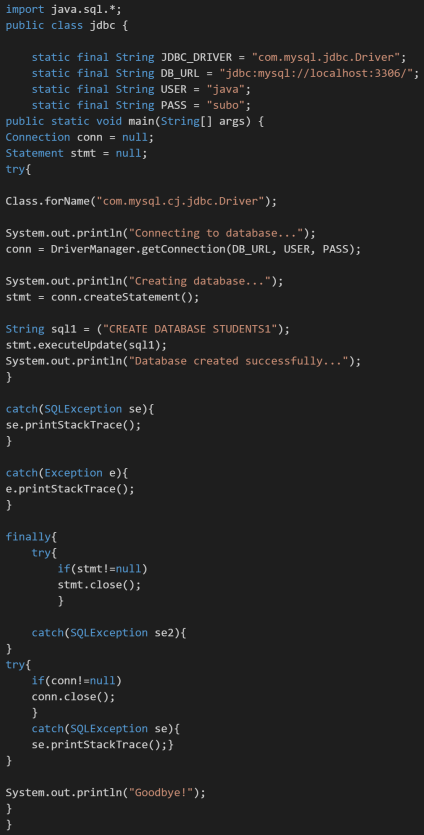 import java.sql.*;
public class jdbc {
static final String JDBC_DRIVER = "com.mysql.jdbc.Driver";
static final String DB_URL = "jdbc:mysql://localhost:3306/";
static final String USER = "java";
static final String PASS = "subo";
public static void main(String[] args) {
Connection conn = null;
Statement stmt = null;
try{
Class.forName("com.mysql.cj.jdbc.Driver");
System.out.println("Connecting to database...");
conn = DriverManager.getConnection(DB_URL, USER, PASS);
System.out.println("Creating database...");
stmt = conn.createStatement();
String sql1 = ("CREATE DATABASE STUDENTS1");
stmt.executeUpdate(sql1);
System.out.println("Database created successfully...");
}
catch(SQLException se){
se.printStackTrace();
}
catch(Exception e){
e.printStackTrace();
}
finally{
try{
if(stmt!=null)
stmt.close();
}
catch(SQLException se2){
}
try{
if(conn!=null)
conn.close();
}
catch(SQLException se){
se.printStackTrace();}
}
System.out.println("Goodbye!");
}
}